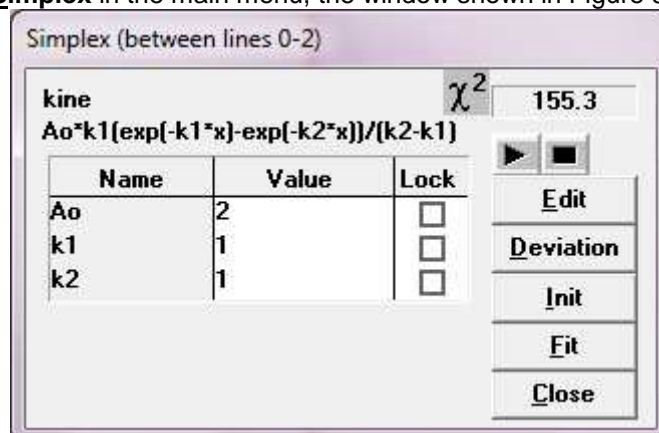 Simplex in the main menu, the window shown in Figure
Simplex (between lines 0-2)
kine
χ2 155.3
Ao*k1(exp(-k1*x)-exp(-k2*x))/(k2-k1)
Name Value Lock
Ao 2
k1 1
k2 1
Edit
Deviation
Init
Fit
Close